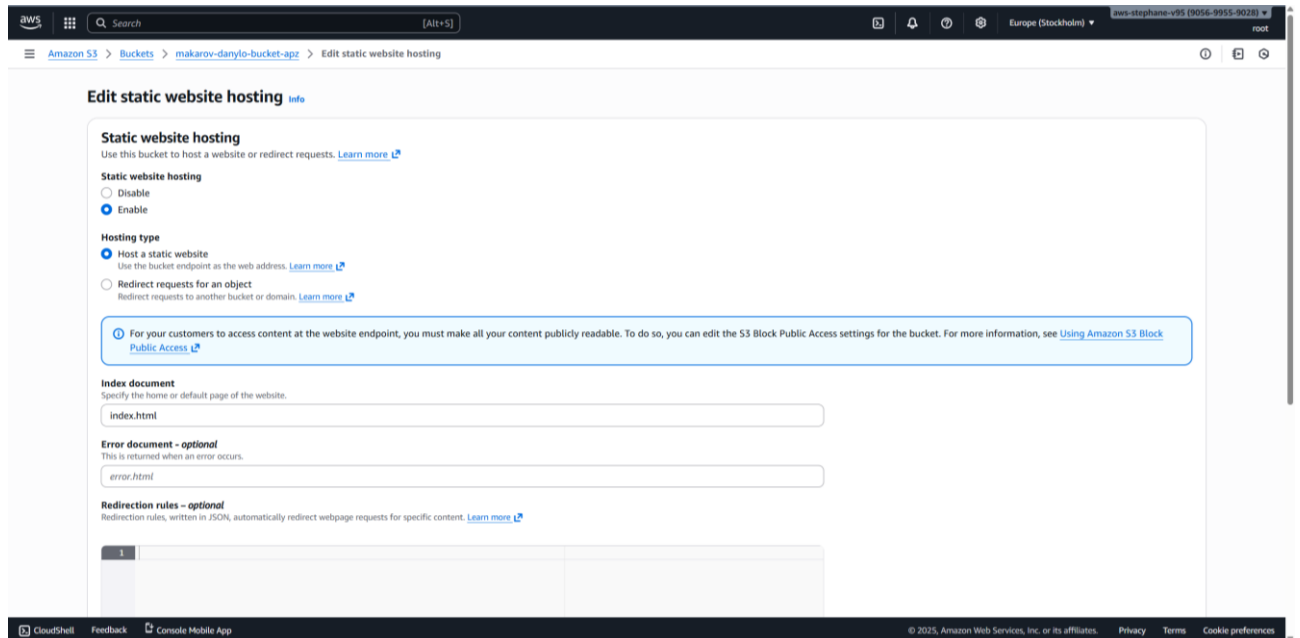 aws
Search [Alt+S]
Europe (Stockholm)
aws-stephane-v95 (9056-9955-9028)
root
Amazon S3 > Buckets > makarov-danylo-bucket-apz > Edit static website hosting
Edit static website hosting Info
Static website hosting
Use this bucket to host a website or redirect requests. Learn more
Static website hosting
Disable
Enable
Hosting type
Host a static website
Use the bucket endpoint as the web address. Learn more
Redirect requests for an object
Redirect requests to another bucket or domain. Learn more
For your customers to access content at the website endpoint, you must make all your content publicly readable. To do so, you can edit the S3 Block Public Access settings for the bucket. For more information, see Using Amazon S3 Block
Public Access
Index document
Specify the home or default page of the website.
index.html
Error document – optional
This is returned when an error occurs.
error.html
Redirection rules – optional
Redirection rules, written in JSON, automatically redirect webpage requests for specific content. Learn more
1
CloudShell Feedback Console Mobile App © 2025, Amazon Web Services, Inc. or its affiliates. Privacy Terms Cookie preferences